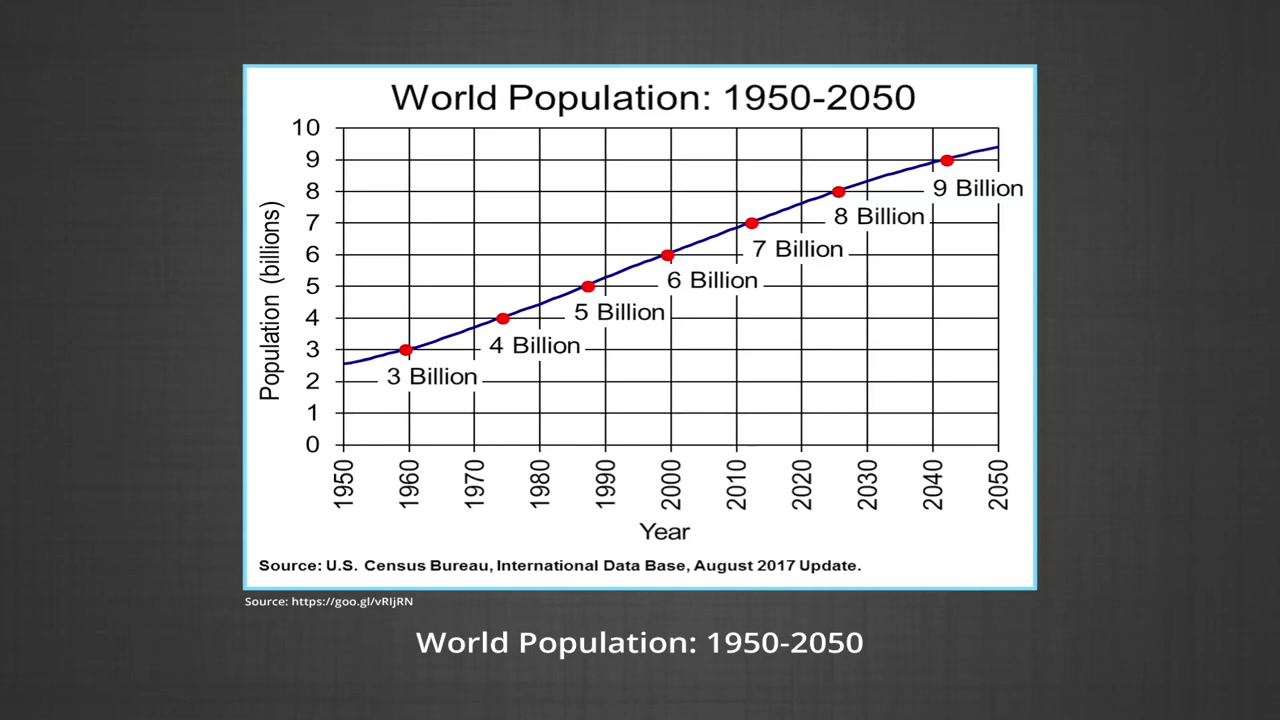 World Population: 1950-2050
10
9
8
7
6
5
4
3
2
1
0
Population (billions)
9 Billion
8 Billion
7 Billion
6 Billion
5 Billion
4 Billion
3 Billion
1950 1960 1970 1980 1990 2000 2010 2020 2030 2040 2050
Year
Source: U.S. Census Bureau, International Data Base, August 2017 Update.
Source: https://goo.gl/vRIjRN
World Population: 1950-2050